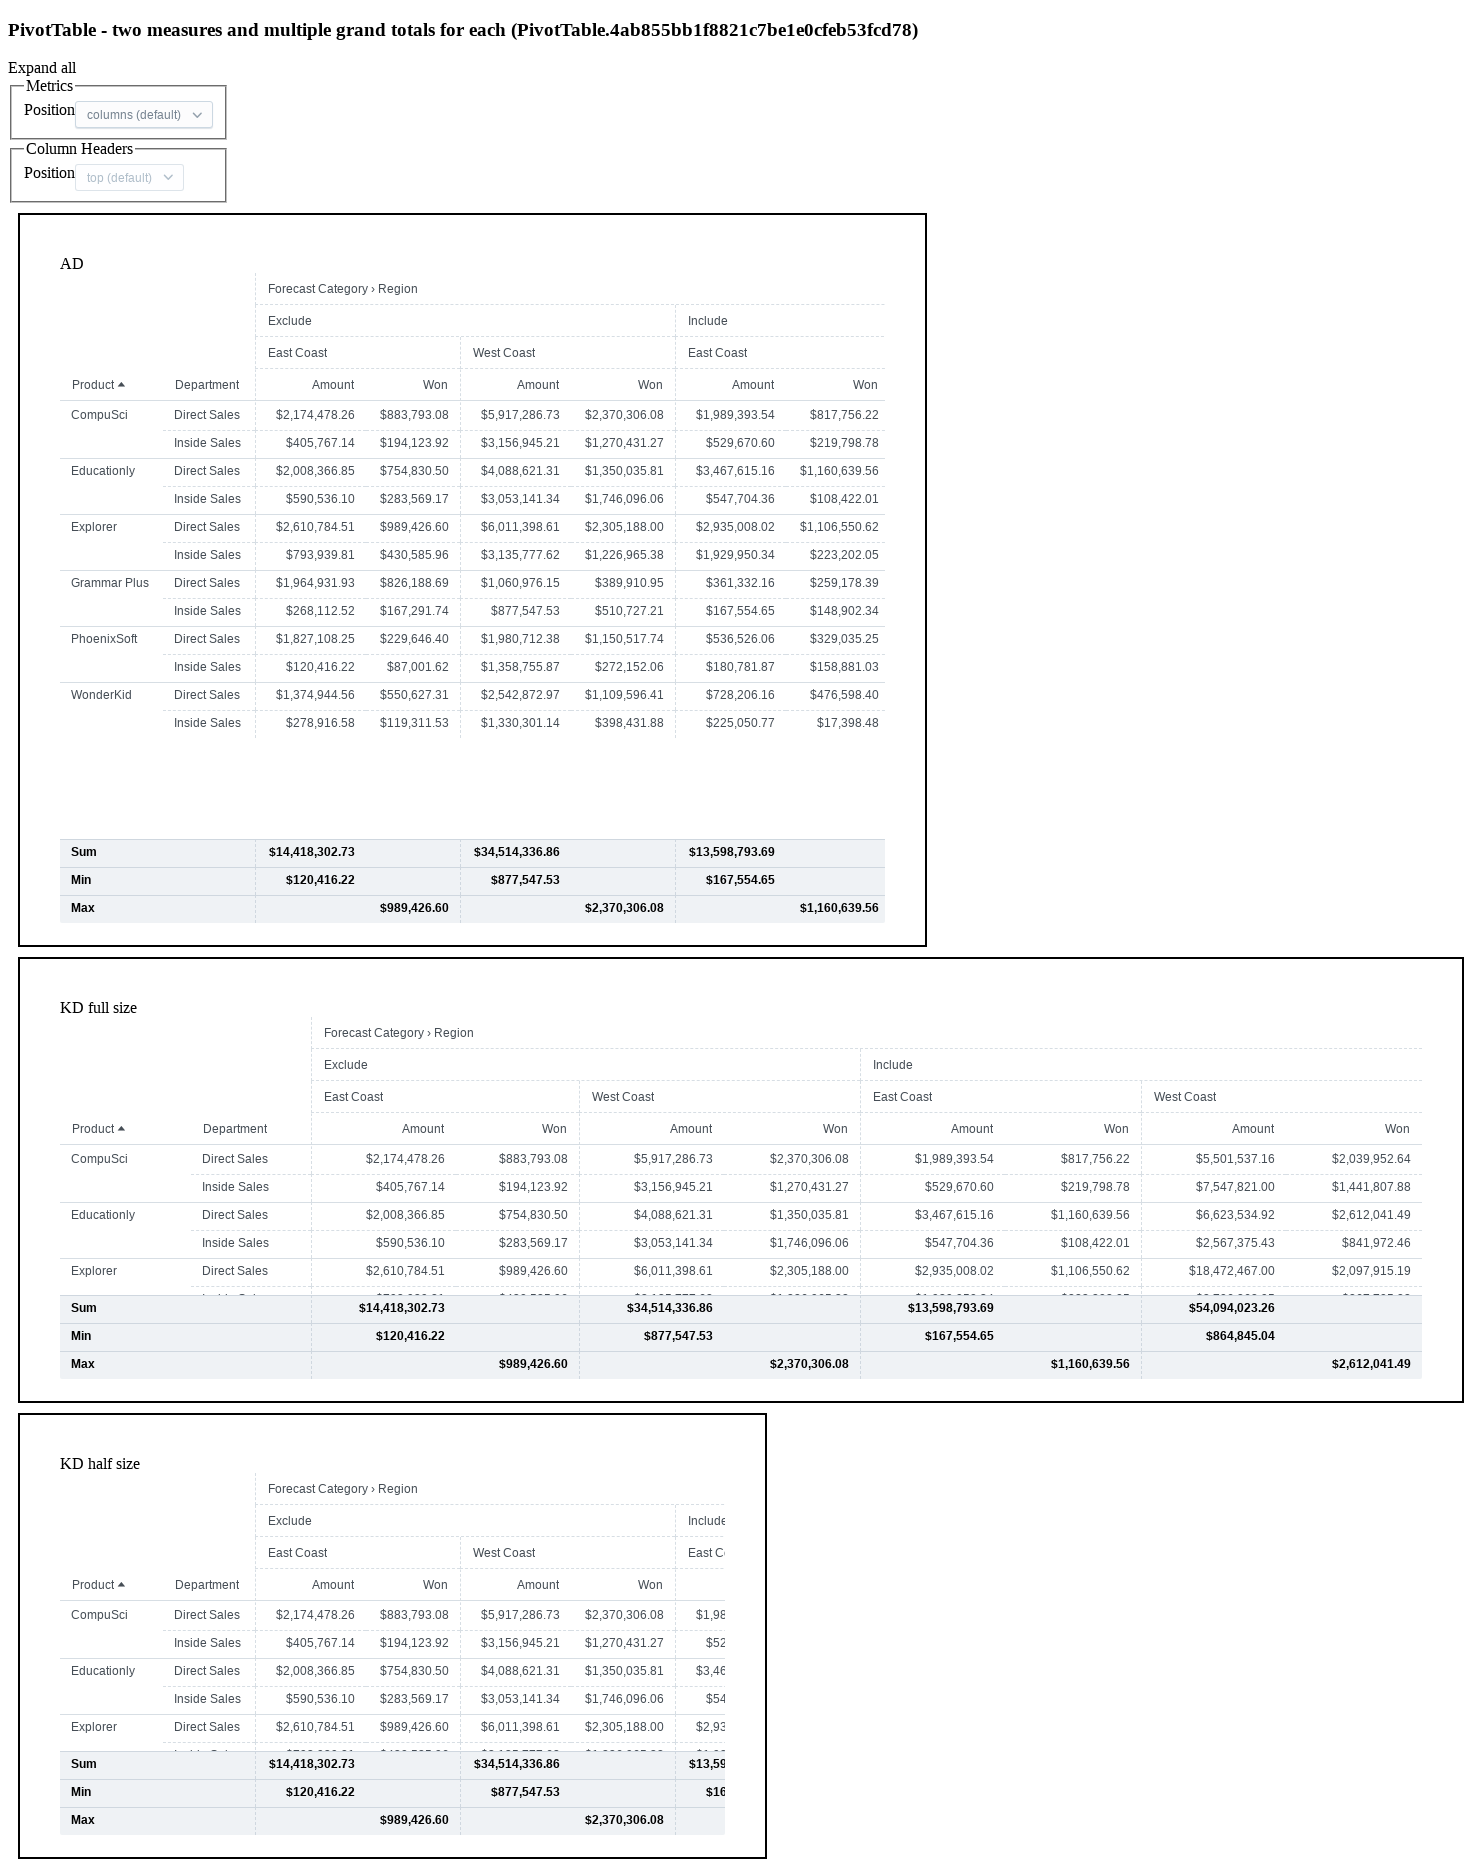 PivotTable - two measures and multiple grand totals for each (PivotTable.4ab855bb1f8821c7be1e0cfeb53fcd78)
Expand all
Metrics
Position columns (default)
Column Headers
Position top (default)
AD
Forecast Category › Region
Exclude Include
East Coast West Coast East Coast
Product Department Amount Won Amount Won Amount Won
CompuSci Direct Sales $2,174,478.26 $883,793.08 $5,917,286.73 $2,370,306.08 $1,989,393.54 $817,756.22
Inside Sales $405,767.14 $194,123.92 $3,156,945.21 $1,270,431.27 $529,670.60 $219,798.78
Educationly Direct Sales $2,008,366.85 $754,830.50 $4,088,621.31 $1,350,035.81 $3,467,615.16 $1,160,639.56
Inside Sales $590,536.10 $283,569.17 $3,053,141.34 $1,746,096.06 $547,704.36 $108,422.01
Explorer Direct Sales $2,610,784.51 $989,426.60 $6,011,398.61 $2,305,188.00 $2,935,008.02 $1,106,550.62
Inside Sales $793,939.81 $430,585.96 $3,135,777.62 $1,226,965.38 $1,929,950.34 $223,202.05
Grammar Plus Direct Sales $1,964,931.93 $826,188.69 $1,060,976.15 $389,910.95 $361,332.16 $259,178.39
Inside Sales $268,112.52 $167,291.74 $877,547.53 $510,727.21 $167,554.65 $148,902.34
PhoenixSoft Direct Sales $1,827,108.25 $229,646.40 $1,980,712.38 $1,150,517.74 $536,526.06 $329,035.25
Inside Sales $120,416.22 $87,001.62 $1,358,755.87 $272,152.06 $180,781.87 $158,881.03
WonderKid Direct Sales $1,374,944.56 $550,627.31 $2,542,872.97 $1,109,596.41 $728,206.16 $476,598.40
Inside Sales $278,916.58 $119,311.53 $1,330,301.14 $398,431.88 $225,050.77 $17,398.48
Sum $14,418,302.73 $34,514,336.86 $13,598,793.69
Min $120,416.22 $877,547.53 $167,554.65
Max $989,426.60 $2,370,306.08 $1,160,639.56
KD full size
Forecast Category › Region
Exclude Include
East Coast West Coast East Coast West Coast
Product Department Amount Won Amount Won Amount Won Amount Won
CompuSci Direct Sales $2,174,478.26 $883,793.08 $5,917,286.73 $2,370,306.08 $1,989,393.54 $817,756.22 $5,501,537.16 $2,039,952.64
Inside Sales $405,767.14 $194,123.92 $3,156,945.21 $1,270,431.27 $529,670.60 $219,798.78 $7,547,821.00 $1,441,807.88
Educationly Direct Sales $2,008,366.85 $754,830.50 $4,088,621.31 $1,350,035.81 $3,467,615.16 $1,160,639.56 $6,623,534.92 $2,612,041.49
Inside Sales $590,536.10 $283,569.17 $3,053,141.34 $1,746,096.06 $547,704.36 $108,422.01 $2,567,375.43 $841,972.46
Explorer Direct Sales $2,610,784.51 $989,426.60 $6,011,398.61 $2,305,188.00 $2,935,008.02 $1,106,550.62 $18,472,467.00 $2,097,915.19
Sum $14,418,302.73 $34,514,336.86 $13,598,793.69 $54,094,023.26
Min $120,416.22 $877,547.53 $167,554.65 $864,845.04
Max $989,426.60 $2,370,306.08 $1,160,639.56 $2,612,041.49
KD half size
Forecast Category › Region
Exclude Include
East Coast West Coast East C
Product Department Amount Won Amount Won
CompuSci Direct Sales $2,174,478.26 $883,793.08 $5,917,286.73 $2,370,306.08 $1,98
Inside Sales $405,767.14 $194,123.92 $3,156,945.21 $1,270,431.27 $52
Educationly Direct Sales $2,008,366.85 $754,830.50 $4,088,621.31 $1,350,035.81 $3,46
Inside Sales $590,536.10 $283,569.17 $3,053,141.34 $1,746,096.06 $54
Explorer Direct Sales $2,610,784.51 $989,426.60 $6,011,398.61 $2,305,188.00 $2,93
Sum $14,418,302.73 $34,514,336.86 $13,59
Min $120,416.22 $877,547.53 $16
Max $989,426.60 $2,370,306.08